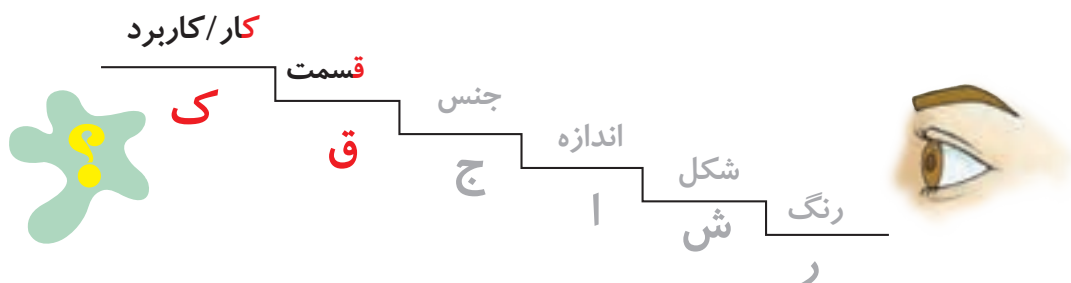 رنگ
ر
شکل
ش
اندازه
ا
جنس
ج
قسمت
ق
کار/کاربرد
ک
؟